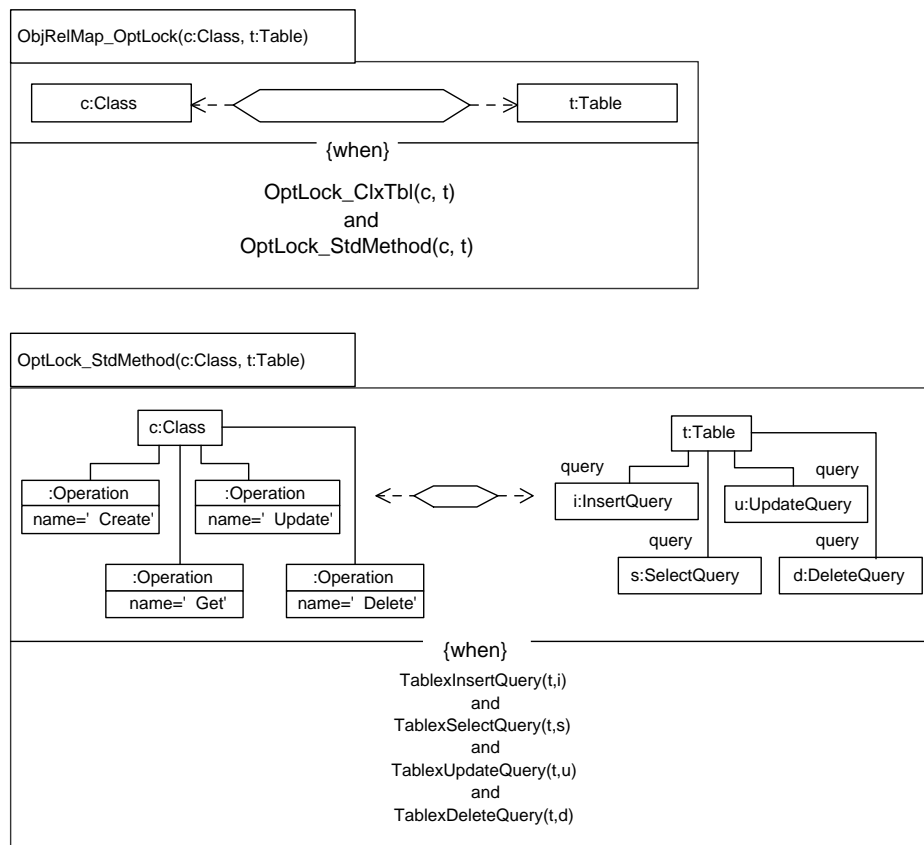 ObjRelMap_OptLock(c:Class, t:Table)
c:Class
t:Table
{when}
OptLock_ClxTbl(c, t)
and
OptLock_StdMethod(c, t)
OptLock_StdMethod(c:Class, t:Table)
c:Class
t:Table
query
query
:Operation
name=' Create'
:Operation
name=' Update'
i:InsertQuery
u:UpdateQuery
query
query
:Operation
name=' Get'
:Operation
name=' Delete'
s:SelectQuery
d:DeleteQuery
{when}
TablexInsertQuery(t,i)
and
TablexSelectQuery(t,s)
and
TablexUpdateQuery(t,u)
and
TablexDeleteQuery(t,d)